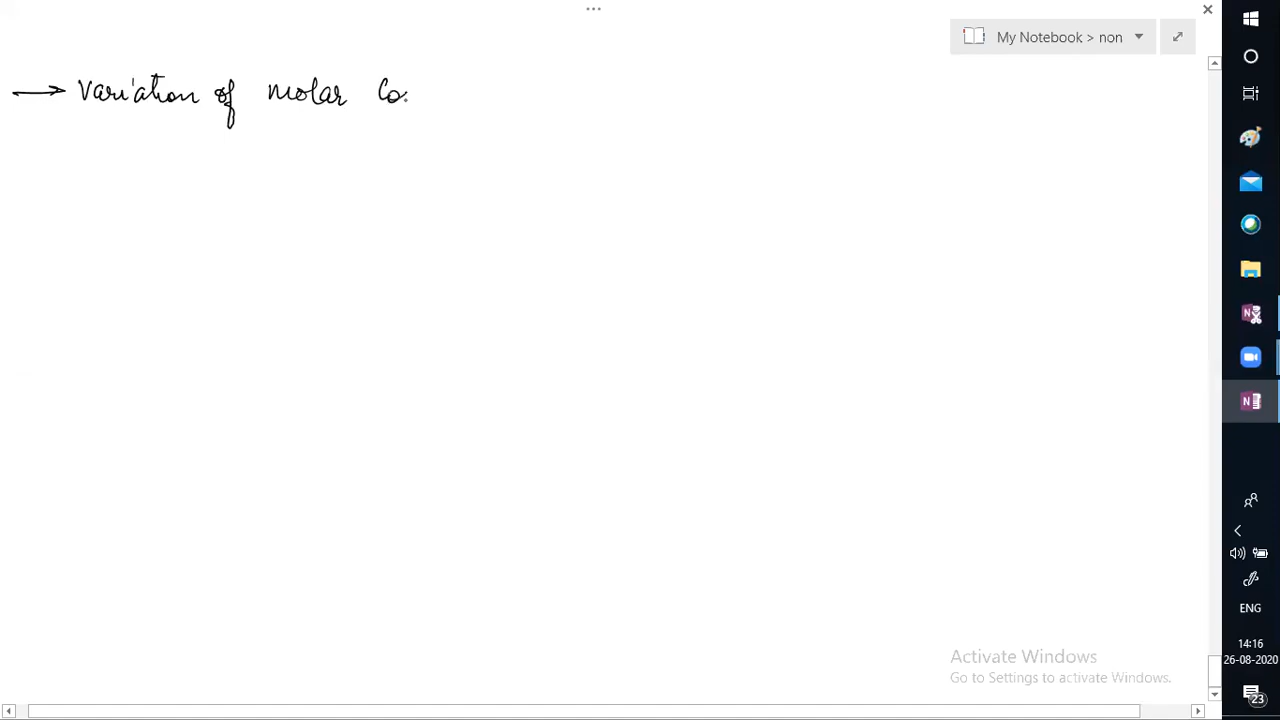 My Notebook > non
→ Variation of molar Co
Activate Windows
Go to Settings to activate Windows.
ENG
14:16
26-08-2020
23